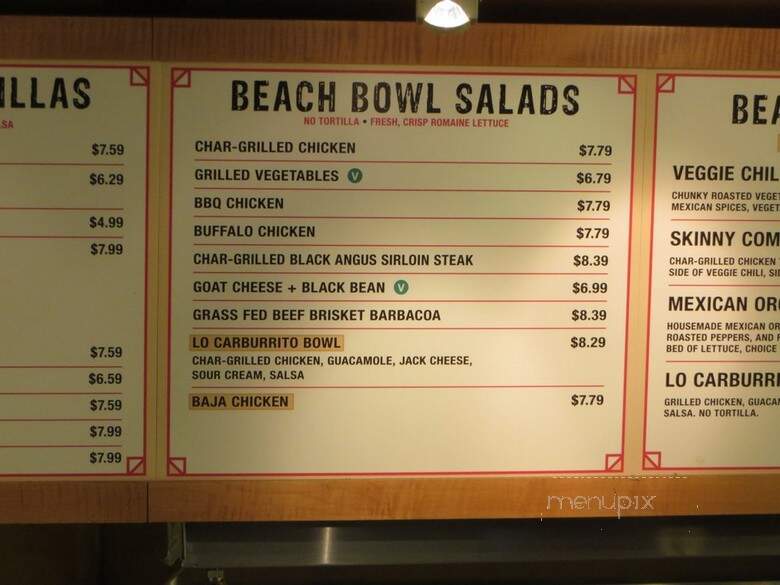 ILLAS
SA
$7.59
$6.29
$4.99
$7.99
$7.59
$6.59
$7.59
$7.99
$7.99
BEACH BOWL SALADS
NO TORTILLA • FRESH, CRISP ROMAINE LETTUCE
CHAR-GRILLED CHICKEN $7.79
GRILLED VEGETABLES V $6.79
BBQ CHICKEN $7.79
BUFFALO CHICKEN $7.79
CHAR-GRILLED BLACK ANGUS SIRLOIN STEAK $8.39
GOAT CHEESE + BLACK BEAN V $6.99
GRASS FED BEEF BRISKET BARBACOA $8.39
LO CARBURRITO BOWL $8.29
CHAR-GRILLED CHICKEN, GUACAMOLE, JACK CHEESE,
SOUR CREAM, SALSA
BAJA CHICKEN $7.79
BEA
VEGGIE CHIL
CHUNKY ROASTED VEGET
MEXICAN SPICES, VEGET
SKINNY COM
CHAR-GRILLED CHICKEN
SIDE OF VEGGIE CHILI, SI
MEXICAN OR
HOUSEMADE MEXICAN OR
ROASTED PEPPERS, AND F
BED OF LETTUCE, CHOICE
LO CARBURRI
GRILLED CHICKEN, GUACAM
SALSA. NO TORTILLA.
menupix